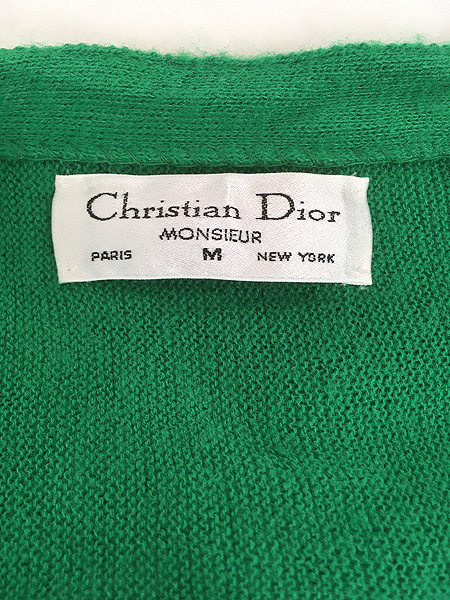 Christian Dior
MONSIEUR
PARIS M NEW YORK